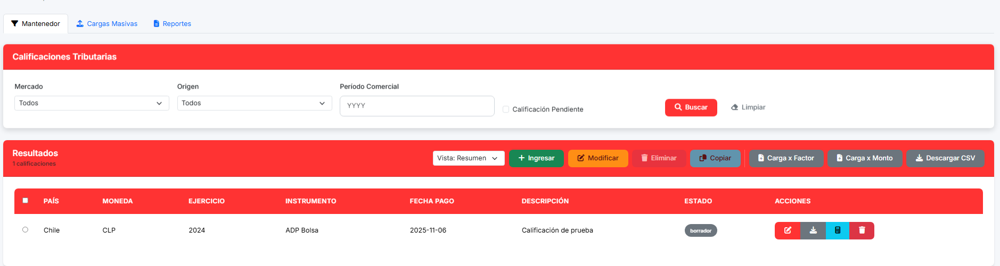 Mantenedor Cargas Masivas Reportes
Calificaciones Tributarias
Mercado Origen Período Comercial
Todos Todos YYYY Calificación Pendiente Buscar Limpiar
Resultados
1 calificaciones
Vista: Resumen Ingresar Modificar Eliminar Copiar Carga x Factor Carga x Monto Descargar CSV
PAÍS MONEDA EJERCICIO INSTRUMENTO FECHA PAGO DESCRIPCIÓN ESTADO ACCIONES
Chile CLP 2024 ADP Bolsa 2025-11-06 Calificación de prueba borrador